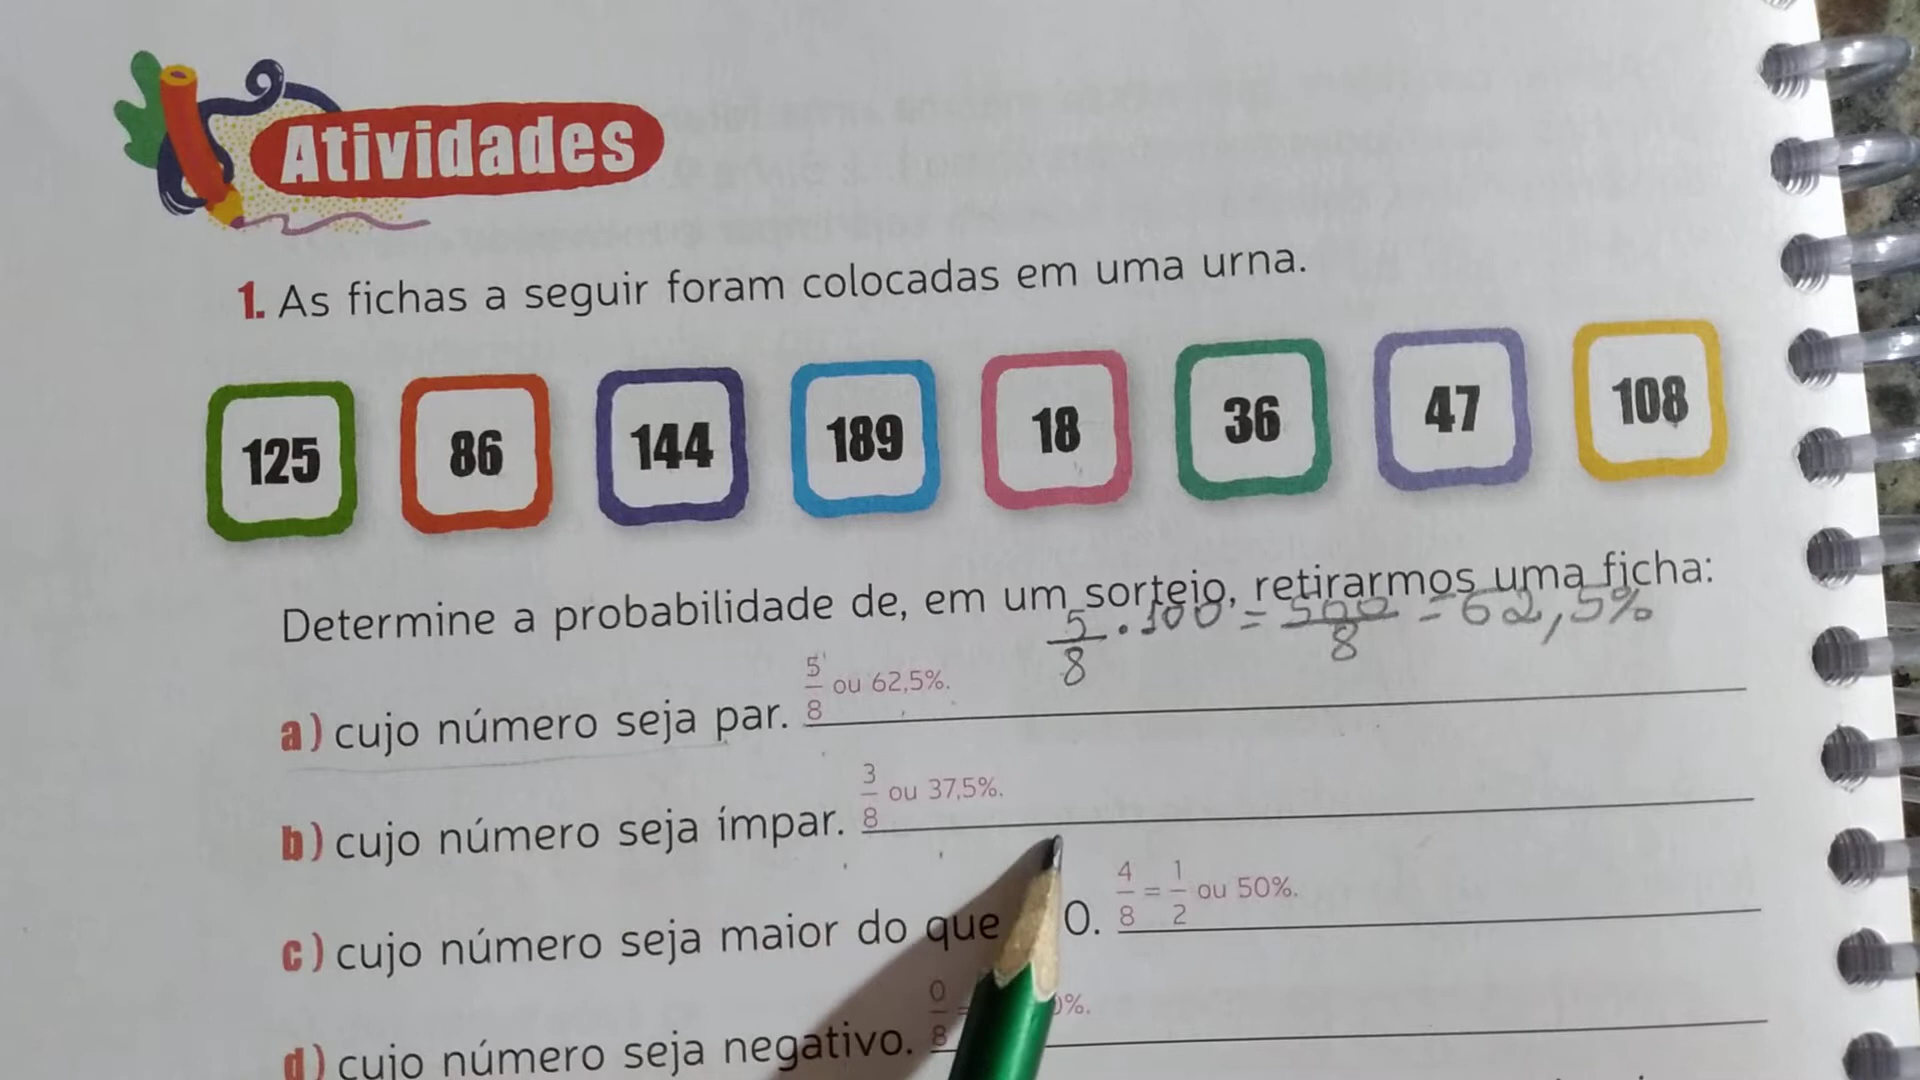 Atividades
1. As fichas a seguir foram colocadas em uma urna.
125 86 144 189 18 36 47 108
Determine a probabilidade de, em um sorteio, retirarmos uma ficha:
5/8 . 100 = 500/8 = 62,5%
a) cujo número seja par. 5/8 ou 62,5%.
b) cujo número seja ímpar. 3/8 ou 37,5%.
c) cujo número seja maior do que 0. 4/8 = 1/2 ou 50%.
d) cujo número seja negativo. 0/8 = %.